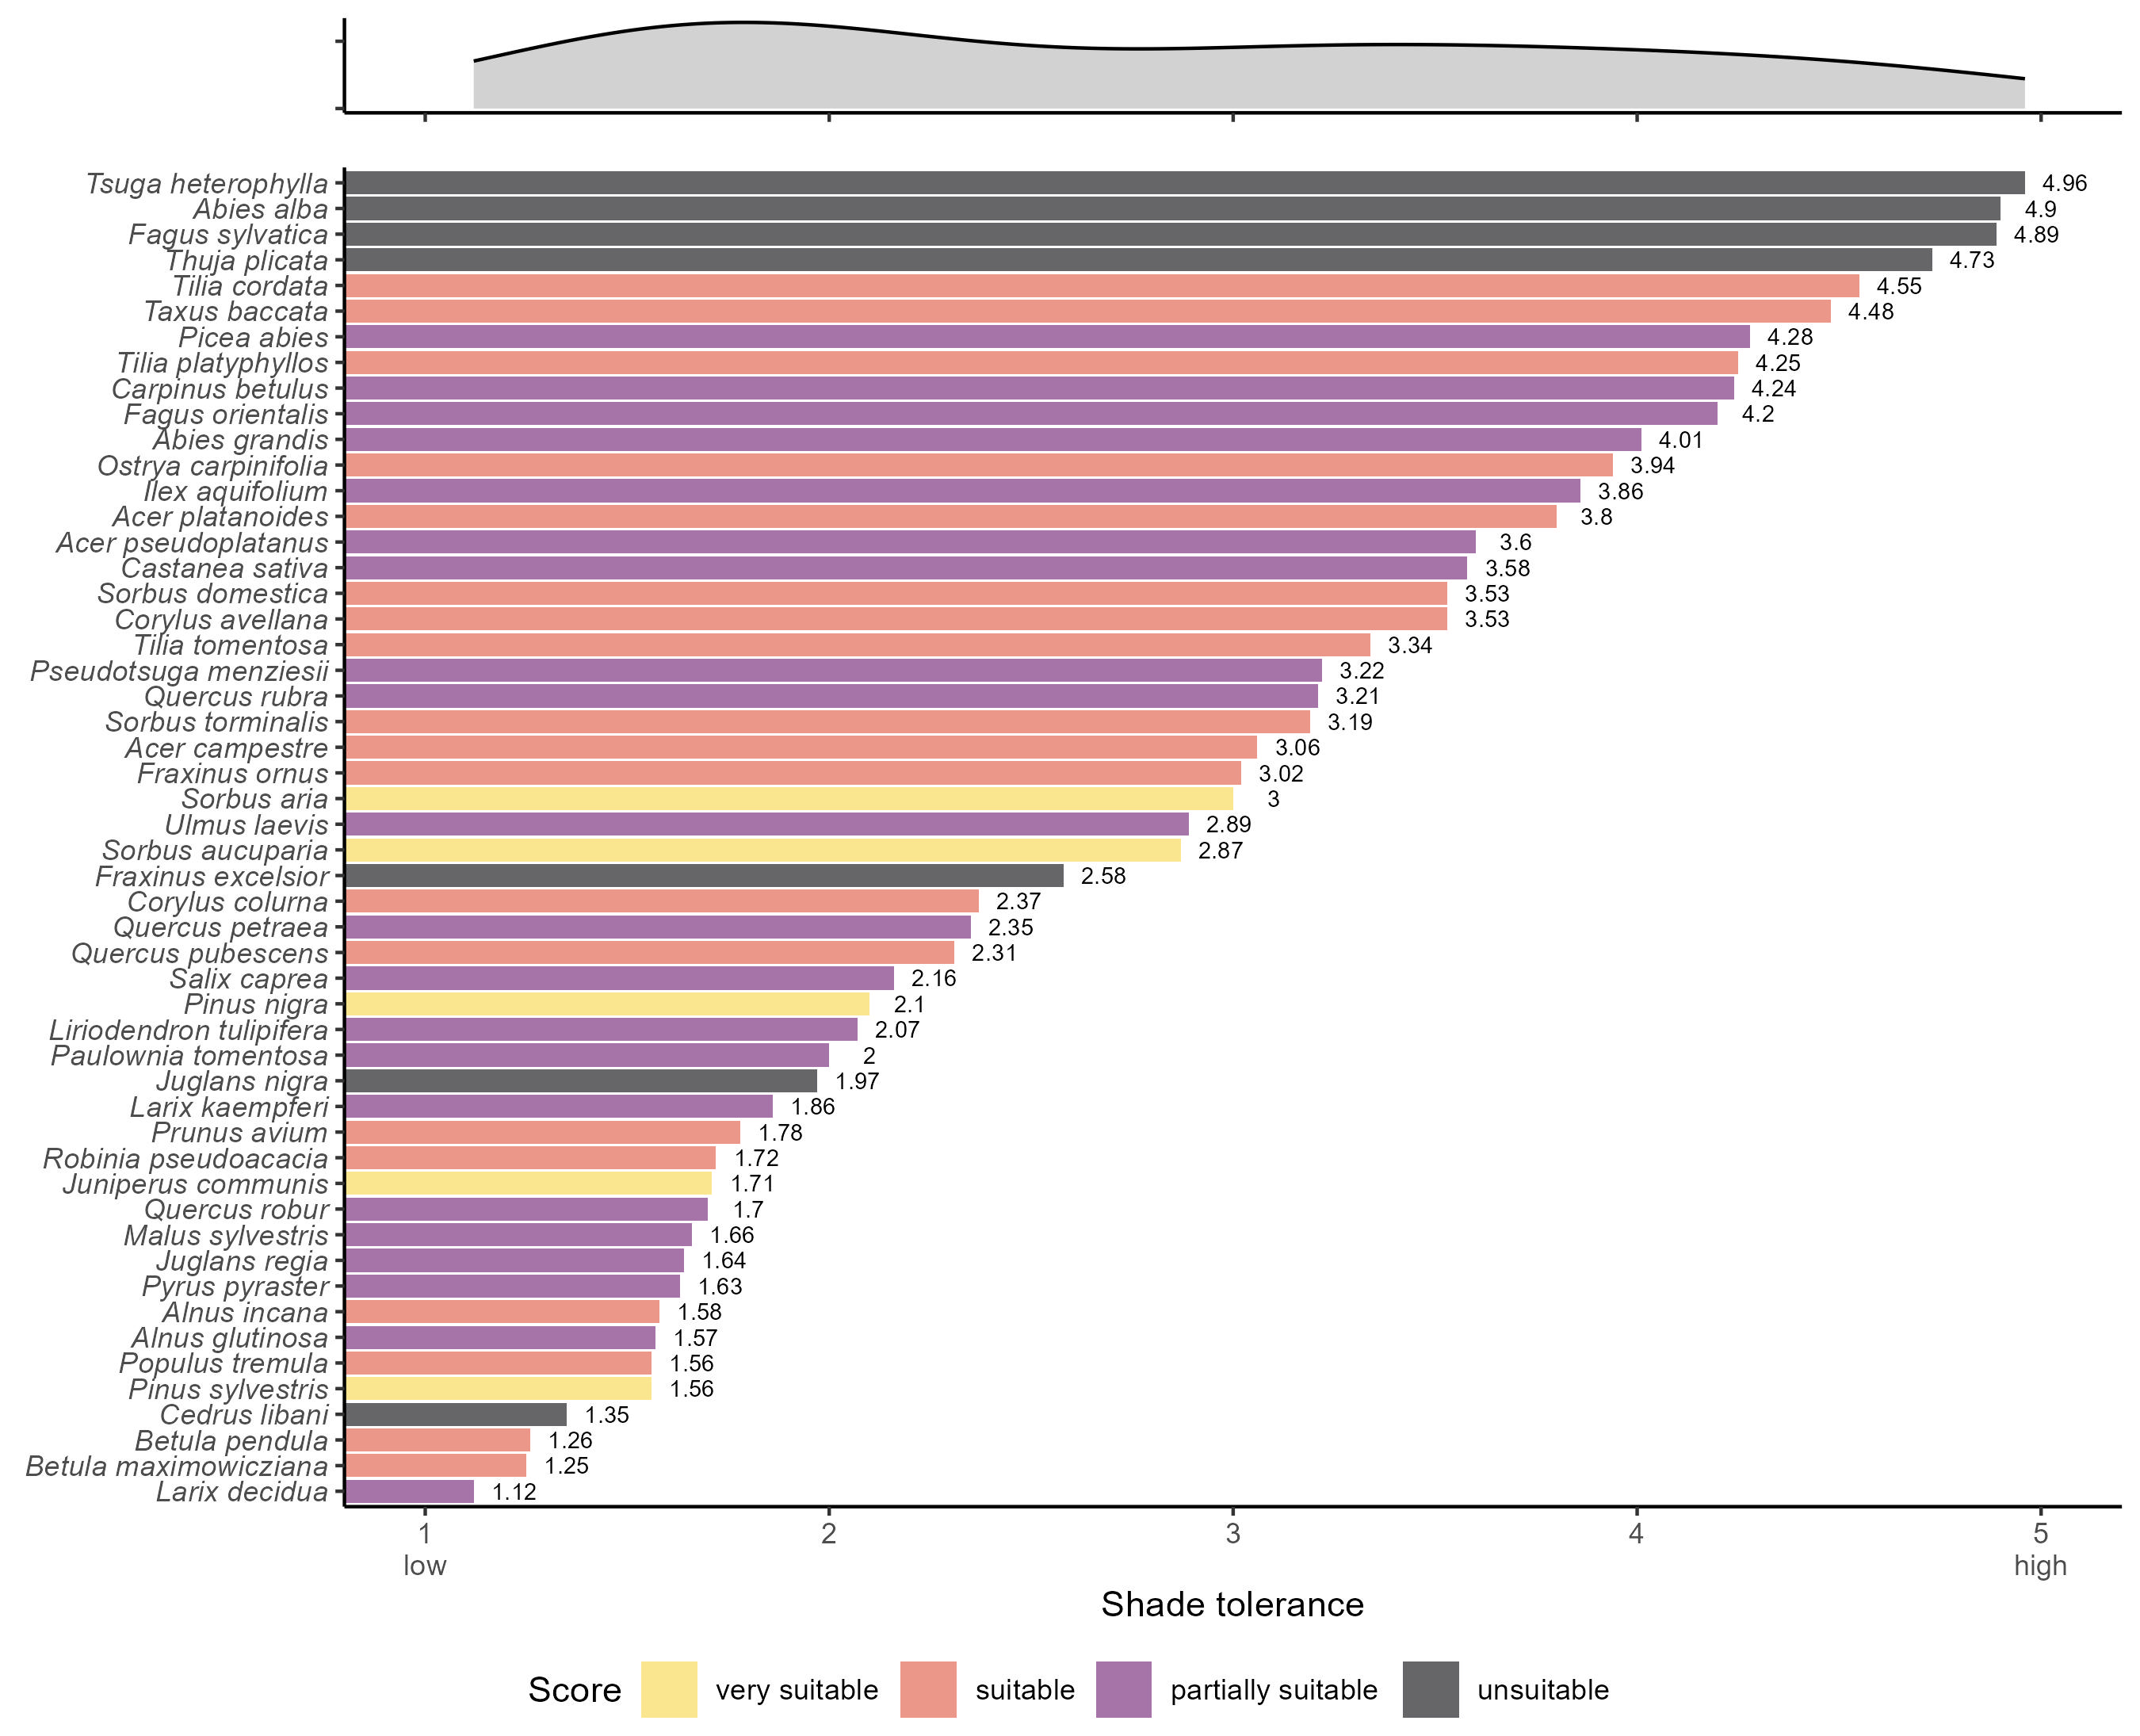 Tsuga heterophylla 4.96
Abies alba 4.9
Fagus sylvatica 4.89
Thuja plicata 4.73
Tilia cordata 4.55
Taxus baccata 4.48
Picea abies 4.28
Tilia platyphyllos 4.25
Carpinus betulus 4.24
Fagus orientalis 4.2
Abies grandis 4.01
Ostrya carpinifolia 3.94
Ilex aquifolium 3.86
Acer platanoides 3.8
Acer pseudoplatanus 3.6
Castanea sativa 3.58
Sorbus domestica 3.53
Corylus avellana 3.53
Tilia tomentosa 3.34
Pseudotsuga menziesii 3.22
Quercus rubra 3.21
Sorbus torminalis 3.19
Acer campestre 3.06
Fraxinus ornus 3.02
Sorbus aria 3
Ulmus laevis 2.89
Sorbus aucuparia 2.87
Fraxinus excelsior 2.58
Corylus colurna 2.37
Quercus petraea 2.35
Quercus pubescens 2.31
Salix caprea 2.16
Pinus nigra 2.1
Liriodendron tulipifera 2.07
Paulownia tomentosa 2
Juglans nigra 1.97
Larix kaempferi 1.86
Prunus avium 1.78
Robinia pseudoacacia 1.72
Juniperus communis 1.71
Quercus robur 1.7
Malus sylvestris 1.66
Juglans regia 1.64
Pyrus pyraster 1.63
Alnus incana 1.58
Alnus glutinosa 1.57
Populus tremula 1.56
Pinus sylvestris 1.56
Cedrus libani 1.35
Betula pendula 1.26
Betula maximowicziana 1.25
Larix decidua 1.12
1 2 3 4 5
low high
Shade tolerance
Score very suitable suitable partially suitable unsuitable